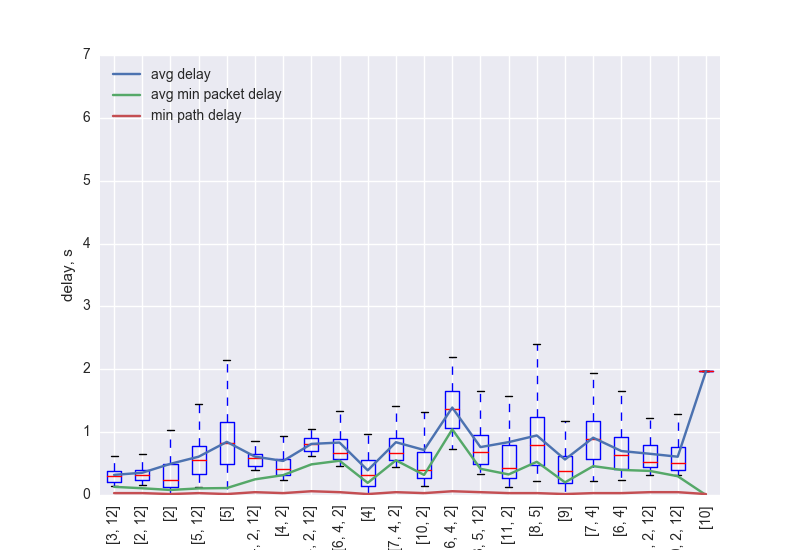 7
6
5
4
3
2
1
0
delay, s
avg delay
avg min packet delay
min path delay
[3, 12]
[2, 12]
[2]
[5, 12]
[5]
, 2, 12]
[4, 2]
, 2, 12]
[6, 4, 2]
[4]
[7, 4, 2]
[10, 2]
6, 4, 2]
, 5, 12]
[11, 2]
[8, 5]
[9]
[7, 4]
[6, 4]
, 2, 12]
, 2, 12]
[10]